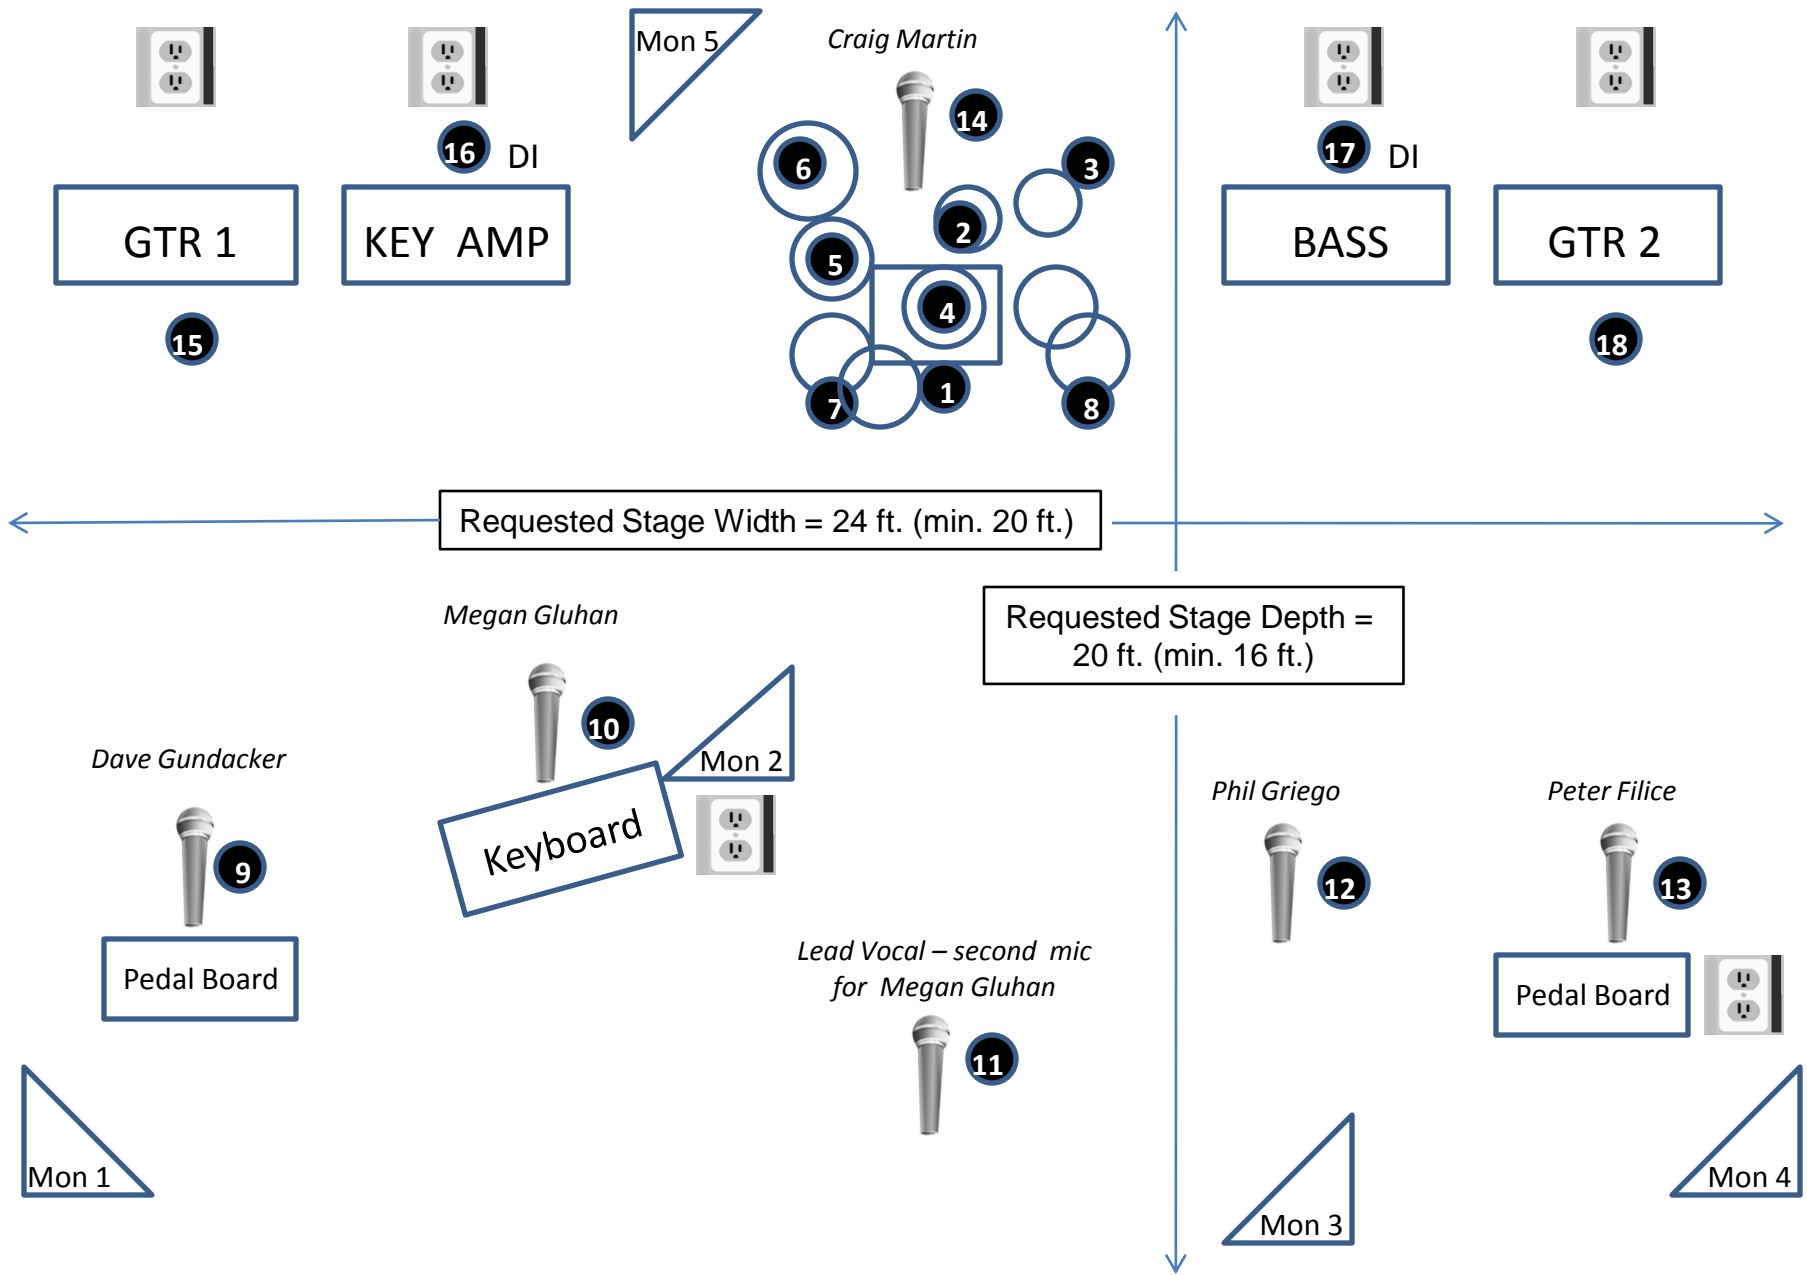 Mon 5
Craig Martin
14
16 DI
6
3
17 DI
GTR 1
KEY AMP
2
BASS
GTR 2
5
4
15
18
1
7
8
Requested Stage Width = 24 ft. (min. 20 ft.)
Requested Stage Depth =
20 ft. (min. 16 ft.)
Megan Gluhan
10
Mon 2
Dave Gundacker
Keyboard
9
Phil Griego
Peter Filice
12
13
Pedal Board
Lead Vocal – second mic
for Megan Gluhan
Pedal Board
11
Mon 1
Mon 3
Mon 4